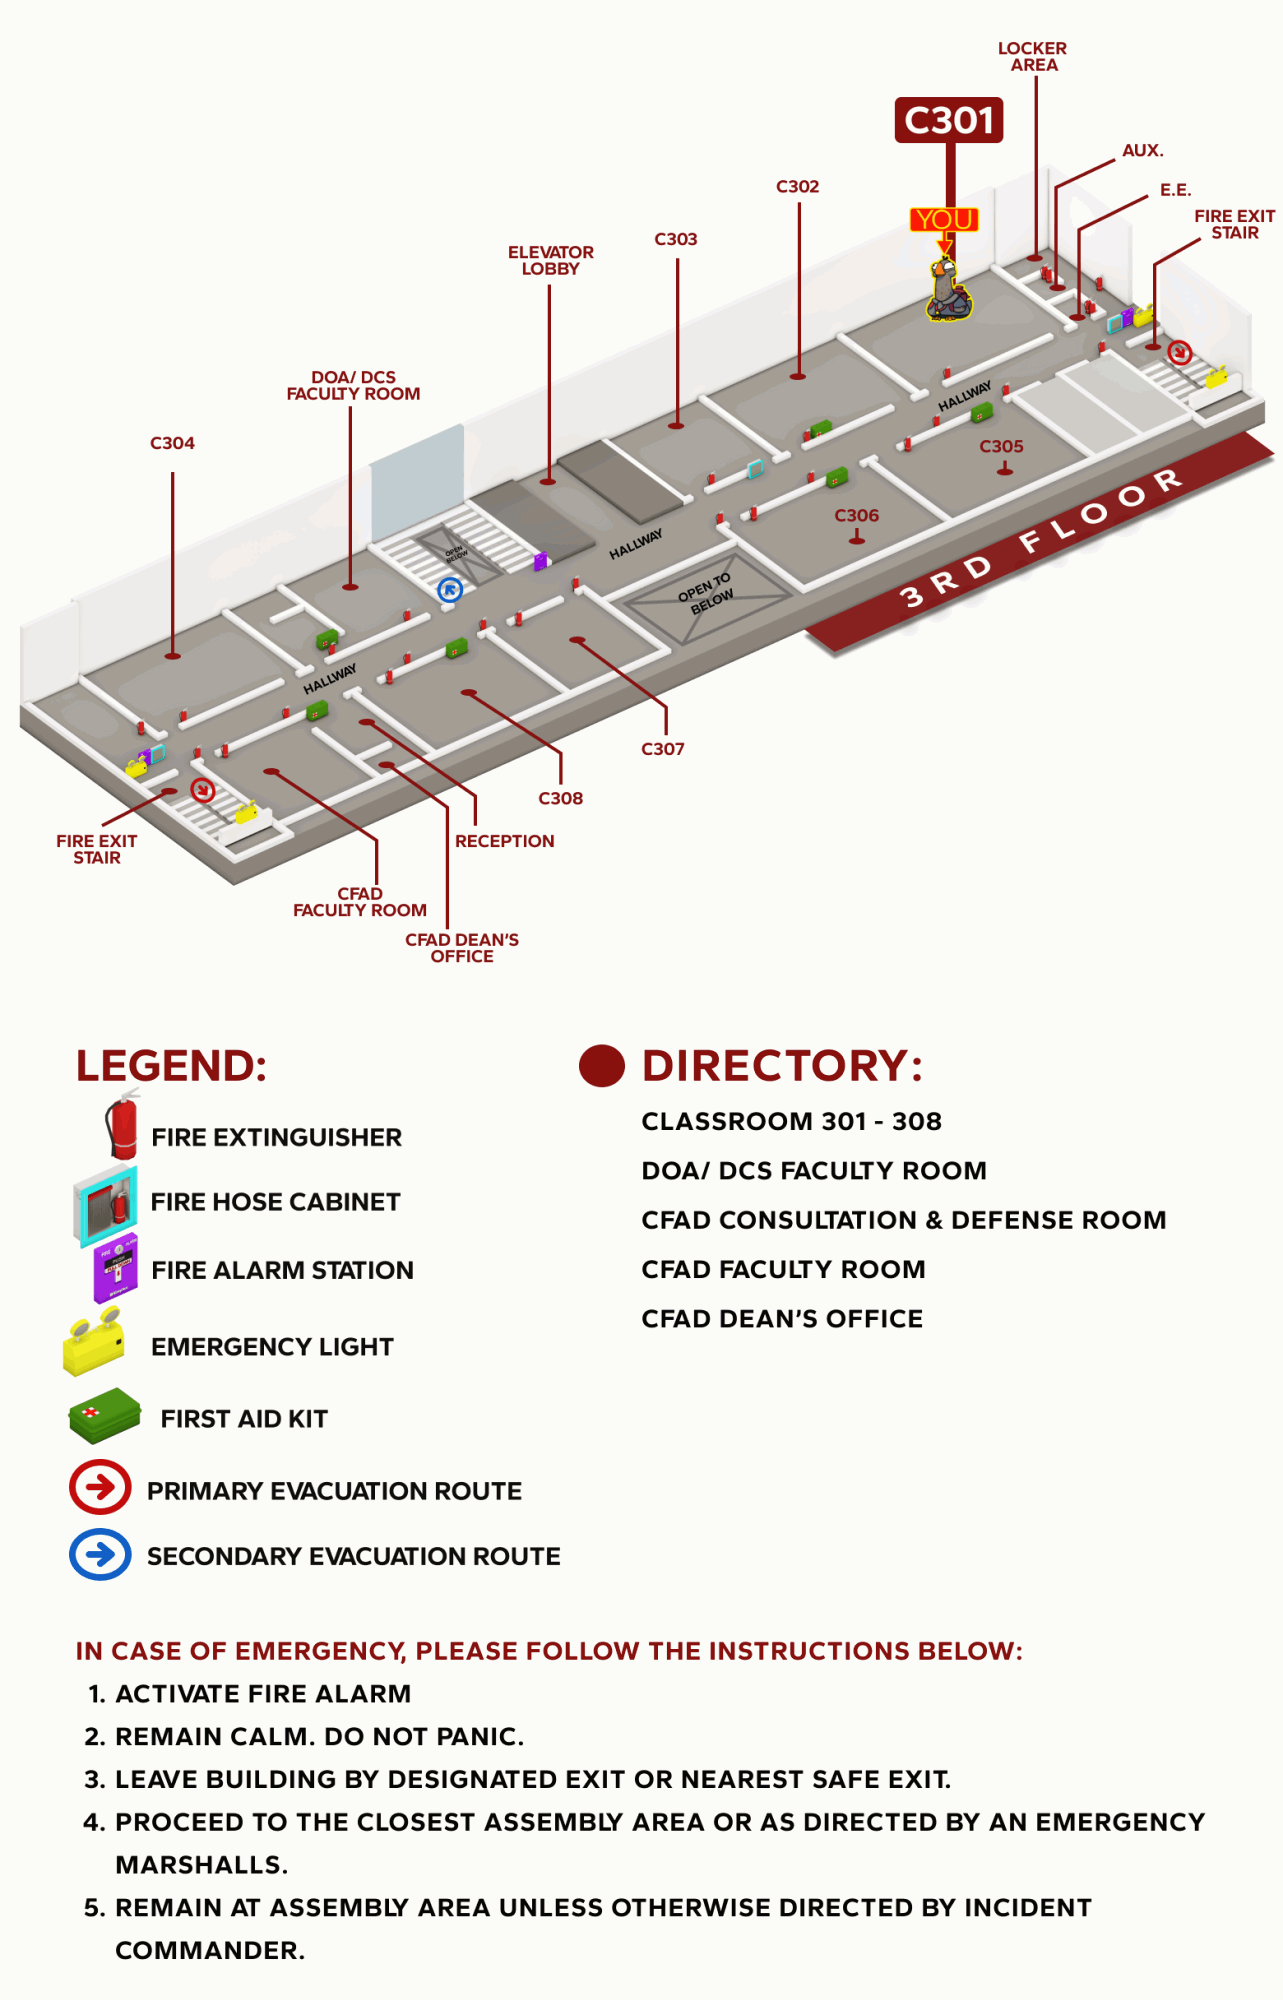 LOCKER
AREA
C301
AUX.
C302
E.E.
YOU
FIRE EXIT
STAIR
C303
ELEVATOR
LOBBY
DOA/ DCS
FACULTY ROOM
HALLWAY
C304
C305
3RD FLOOR
C306
OPEN
BELOW
HALLWAY
OPEN TO
BELOW
HALLWAY
C307
C308
FIRE EXIT
STAIR
RECEPTION
CFAD
FACULTY ROOM
CFAD DEAN'S
OFFICE
LEGEND:
FIRE EXTINGUISHER
FIRE HOSE CABINET
FIRE ALARM STATION
EMERGENCY LIGHT
FIRST AID KIT
PRIMARY EVACUATION ROUTE
SECONDARY EVACUATION ROUTE
DIRECTORY:
CLASSROOM 301 - 308
DOA/ DCS FACULTY ROOM
CFAD CONSULTATION & DEFENSE ROOM
CFAD FACULTY ROOM
CFAD DEAN'S OFFICE
IN CASE OF EMERGENCY, PLEASE FOLLOW THE INSTRUCTIONS BELOW:
1. ACTIVATE FIRE ALARM
2. REMAIN CALM. DO NOT PANIC.
3. LEAVE BUILDING BY DESIGNATED EXIT OR NEAREST SAFE EXIT.
4. PROCEED TO THE CLOSEST ASSEMBLY AREA OR AS DIRECTED BY AN EMERGENCY
MARSHALLS.
5. REMAIN AT ASSEMBLY AREA UNLESS OTHERWISE DIRECTED BY INCIDENT
COMMANDER.